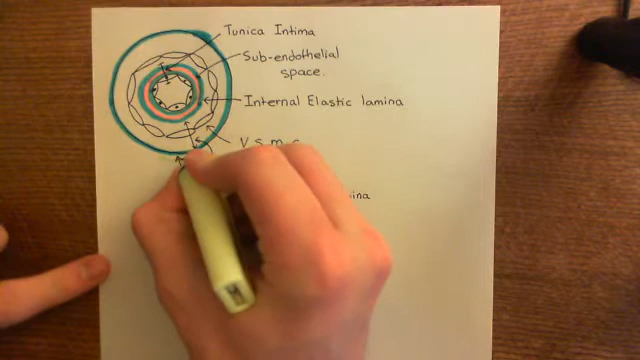 Tunica Intima
Sub-endothelial
space.
Internal Elastic lamina
V.S.m.c